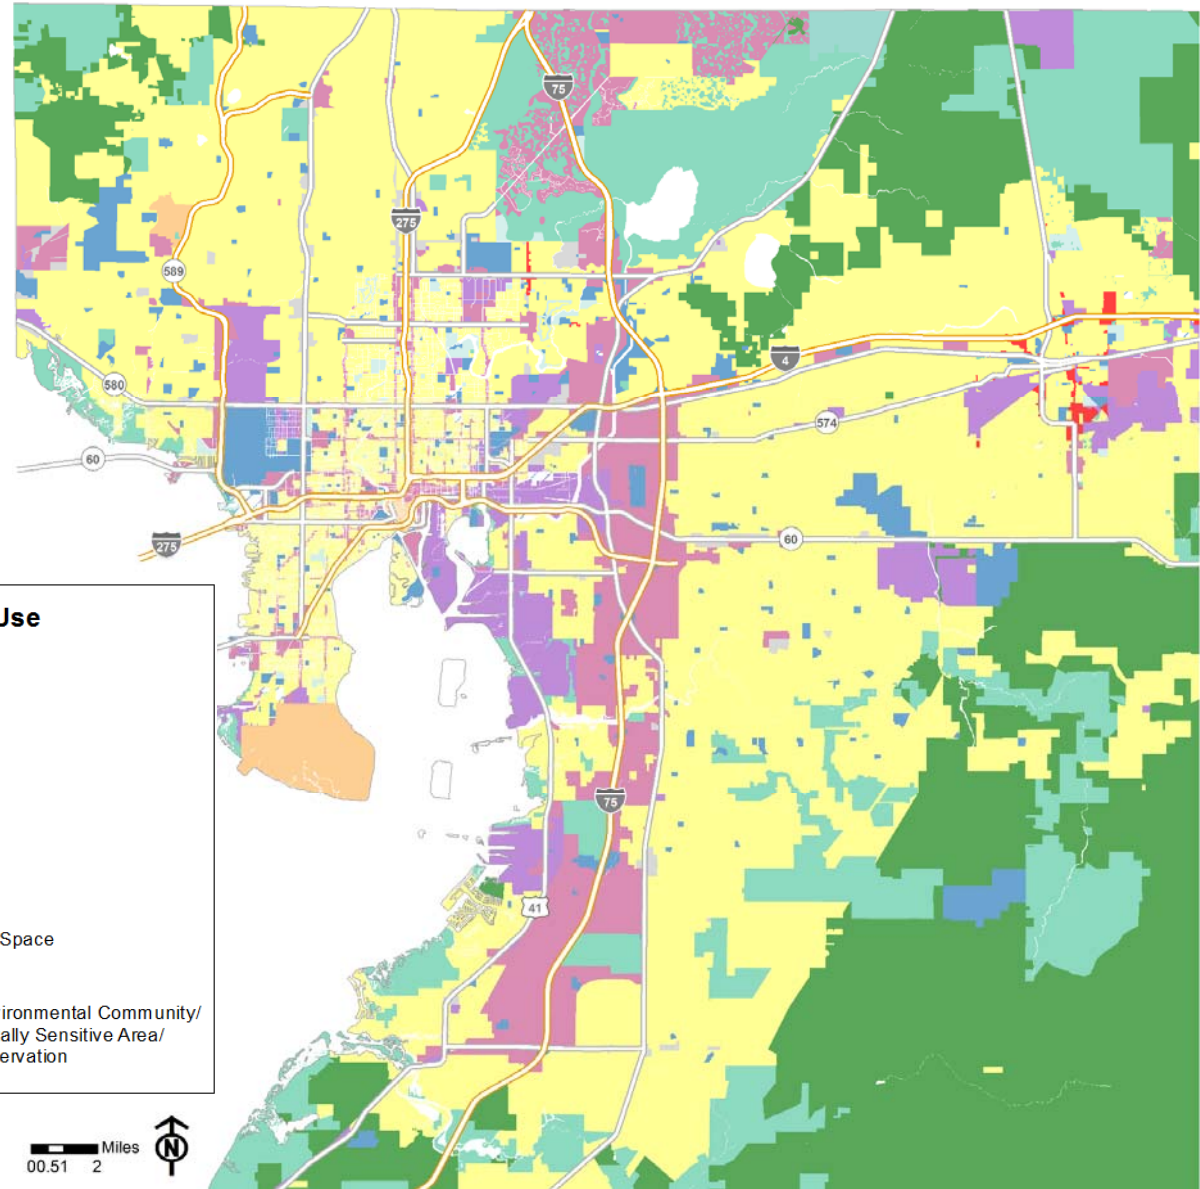 75
275
589
4
580
574
60
275
60
Use
75
41
Space
ironmental Community/
ally Sensitive Area/
ervation
Miles
00.51 2
N